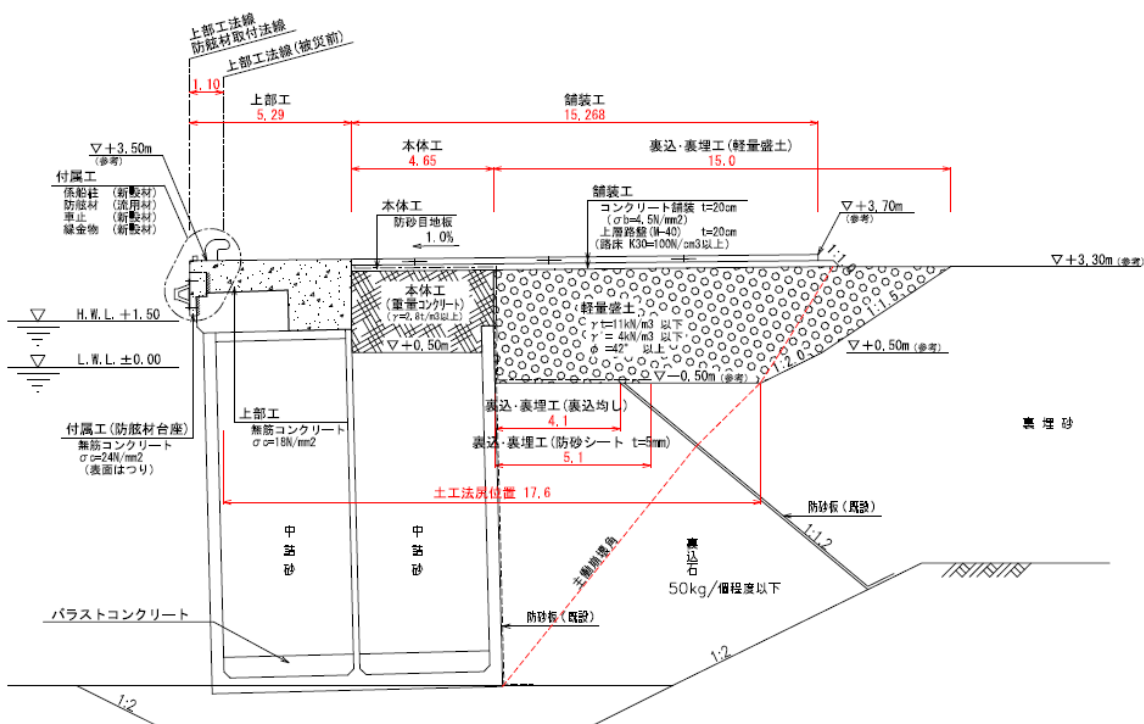 上部工法線
防舷材取付法線
上部工法線(被災前)
1.10
上部工
5.29
舗装工
15.268
▽+3.50m
(参考)
本体工
4.65
裏込・裏埋工(軽量盛土)
15.0
付属工
係船柱 (新設材)
防舷材 (流用材)
車止 (新設材)
縁金物 (新設材)
本体工
防砂目地板
1.0%
舗装工
コンクリート舗装 t=20cm
(σb=4.5N/mm2)
上層路盤(M-40) t=20cm
(路床 K30=100N/cm3以上)
▽+3.70m
(参考)
▽+3.30m (参考)
本体工
(重量コンクリート)
(γ=2.8t/m3以上)
▽+0.50m
軽量盛土
γt=11kN/m3 以下
γ'= 4kN/m3 以下
φ =42° 以上
1:1.5
1:2.0
▽+0.50m (参考)
▽-0.50m (参考)
▽ H.W.L. +1.50
▽ L.W.L. ±0.00
付属工(防舷材台座)
無筋コンクリート
σc=24N/mm2
(表面はつり)
上部工
無筋コンクリート
σc=18N/mm2
裏込・裏埋工(裏込均し)
4.1
裏込・裏埋工(防砂シート t=5mm)
5.1
裏埋砂
土工法尻位置 17.6
中詰砂
中詰砂
主働崩壊角
裏込石
50kg/個程度以下
防砂板(既設)
1:1.2
バラストコンクリート
防砂板(既設)
1:2
1:2